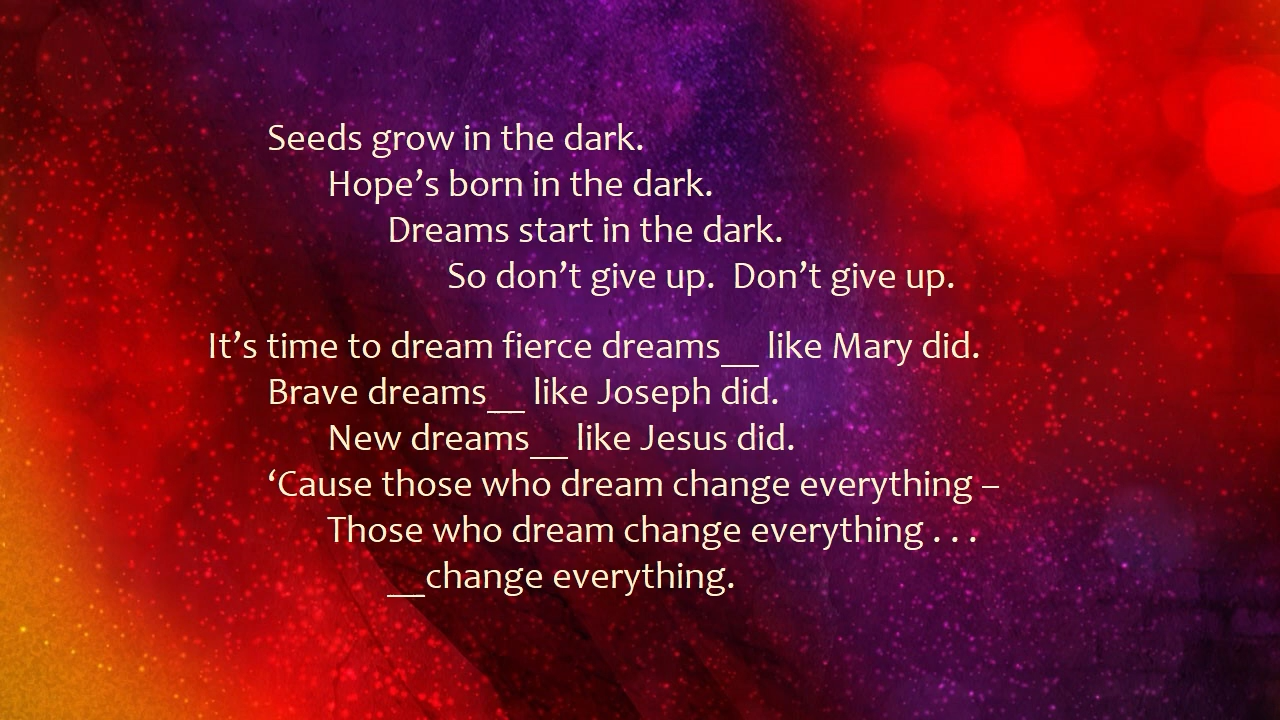 Seeds grow in the dark.
Hope’s born in the dark.
Dreams start in the dark.
So don’t give up.  Don’t give up.
It’s time to dream fierce dreams__ like Mary did.
Brave dreams__ like Joseph did.
New dreams__ like Jesus did.
‘Cause those who dream change everything –
Those who dream change everything . . .
__change everything.